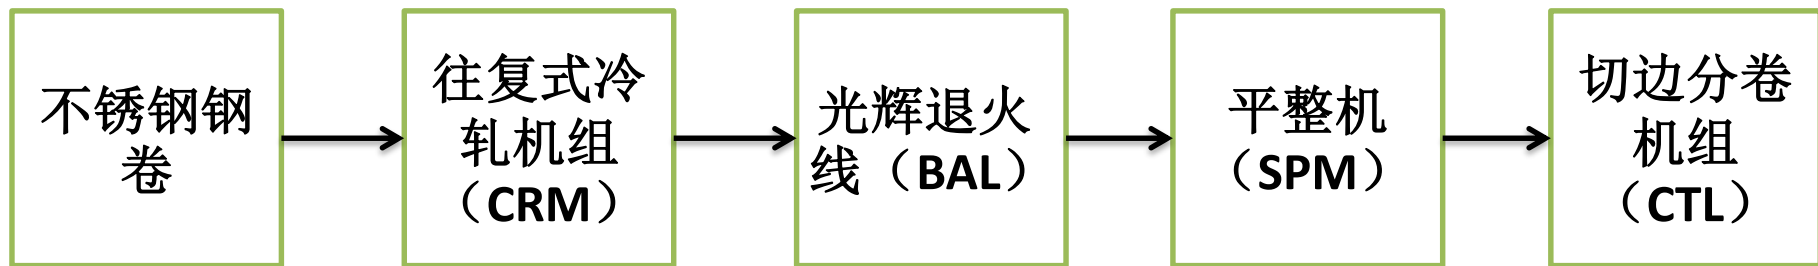 不锈钢钢
卷
往复式冷
轧机组
（CRM）
光辉退火
线（BAL）
平整机
（SPM）
切边分卷
机组
（CTL）